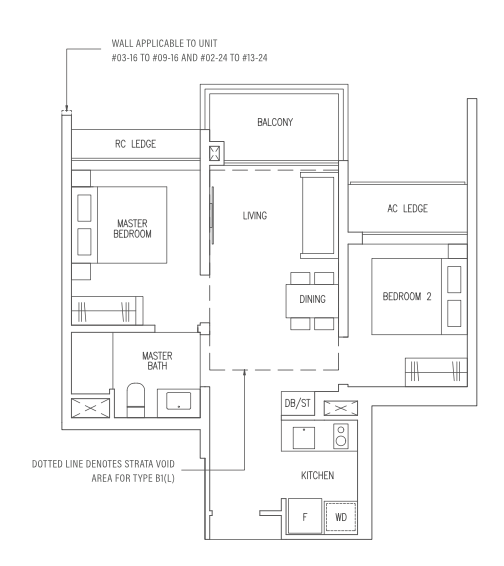 WALL APPLICABLE TO UNIT
#03-16 TO #09-16 AND #02-24 TO #13-24
BALCONY
RC LEDGE
LIVING
AC LEDGE
MASTER
BEDROOM
DINING
BEDROOM 2
MASTER
BATH
DB/ST
DOTTED LINE DENOTES STRATA VOID
AREA FOR TYPE B1(L)
KITCHEN
F
WD